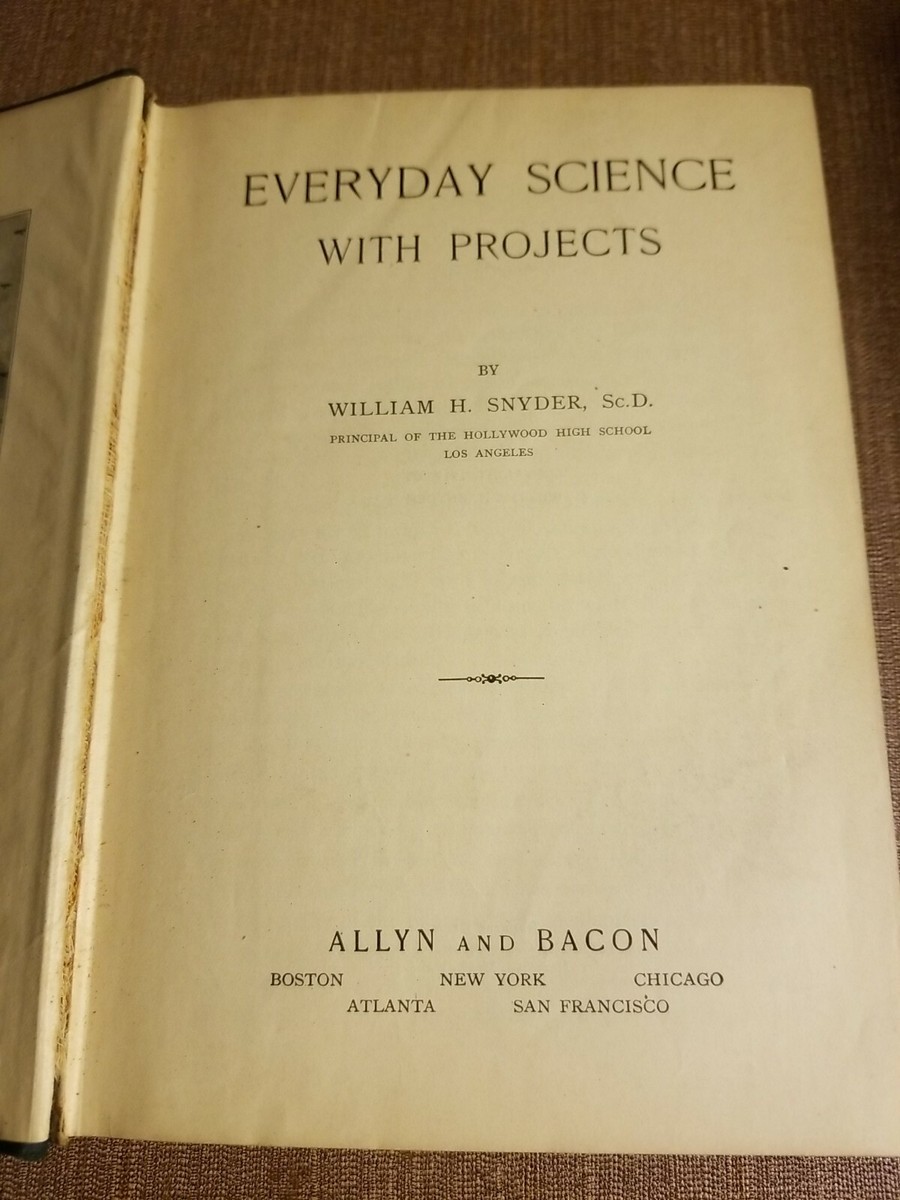 EVERYDAY SCIENCE
WITH PROJECTS
BY
WILLIAM H. SNYDER, Sc.D.
PRINCIPAL OF THE HOLLYWOOD HIGH SCHOOL
LOS ANGELES
ALLYN AND BACON
BOSTON NEW YORK CHICAGO
ATLANTA SAN FRANCISCO